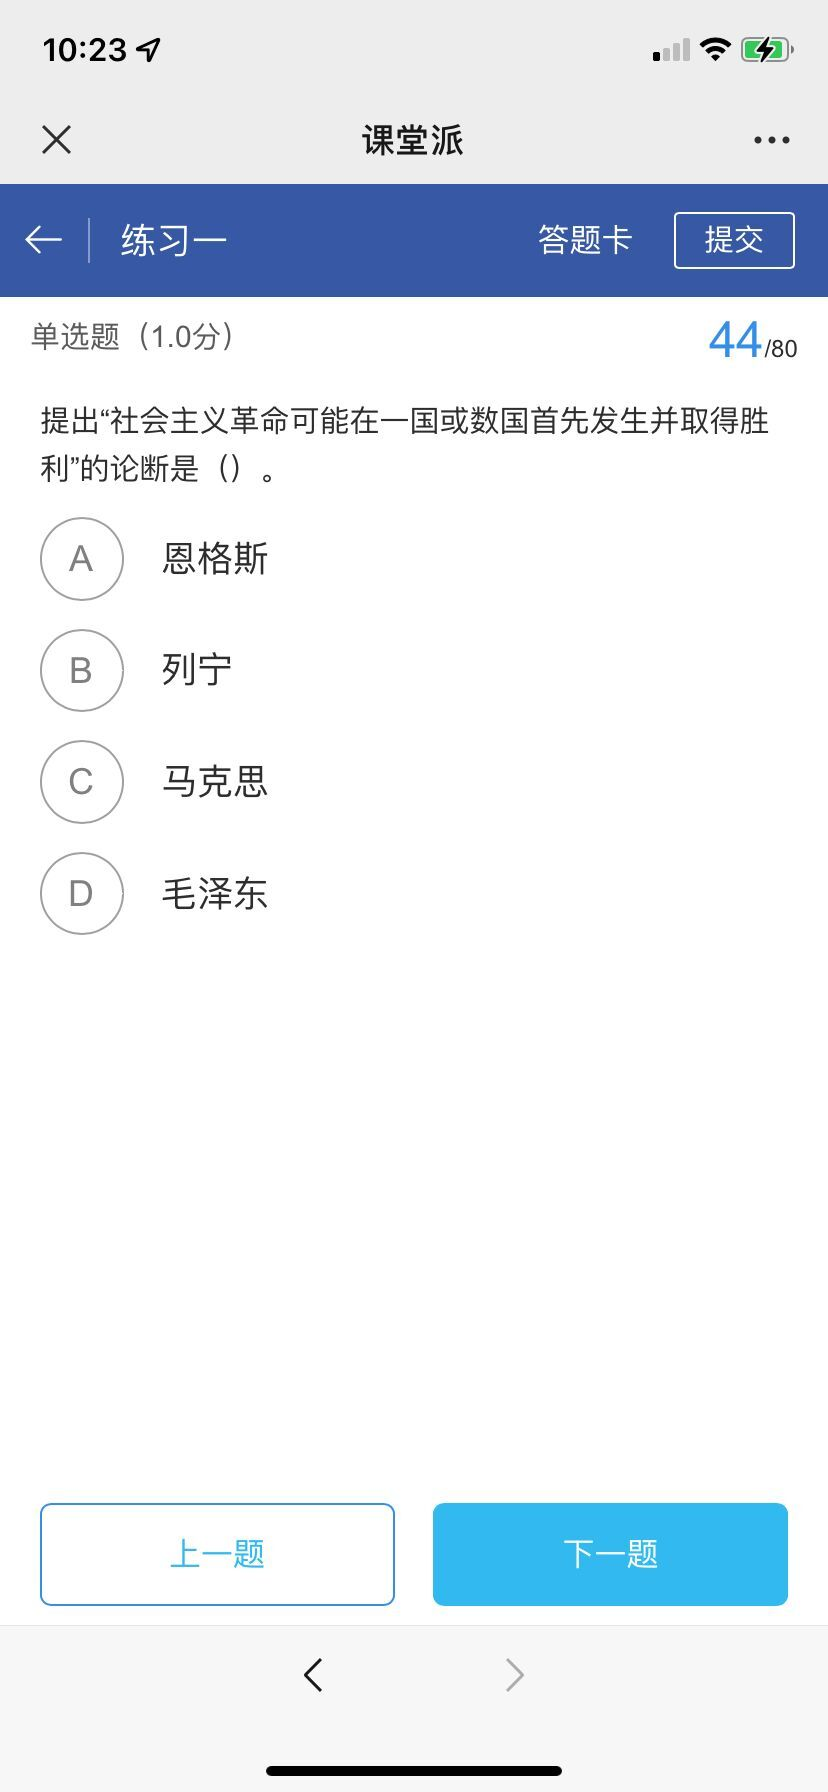 10:23
课堂派
练习一 答题卡 提交
单选题（1.0分） 44/80
提出“社会主义革命可能在一国或数国首先发生并取得胜
利”的论断是（）。
A 恩格斯
B 列宁
C 马克思
D 毛泽东
上一题 下一题